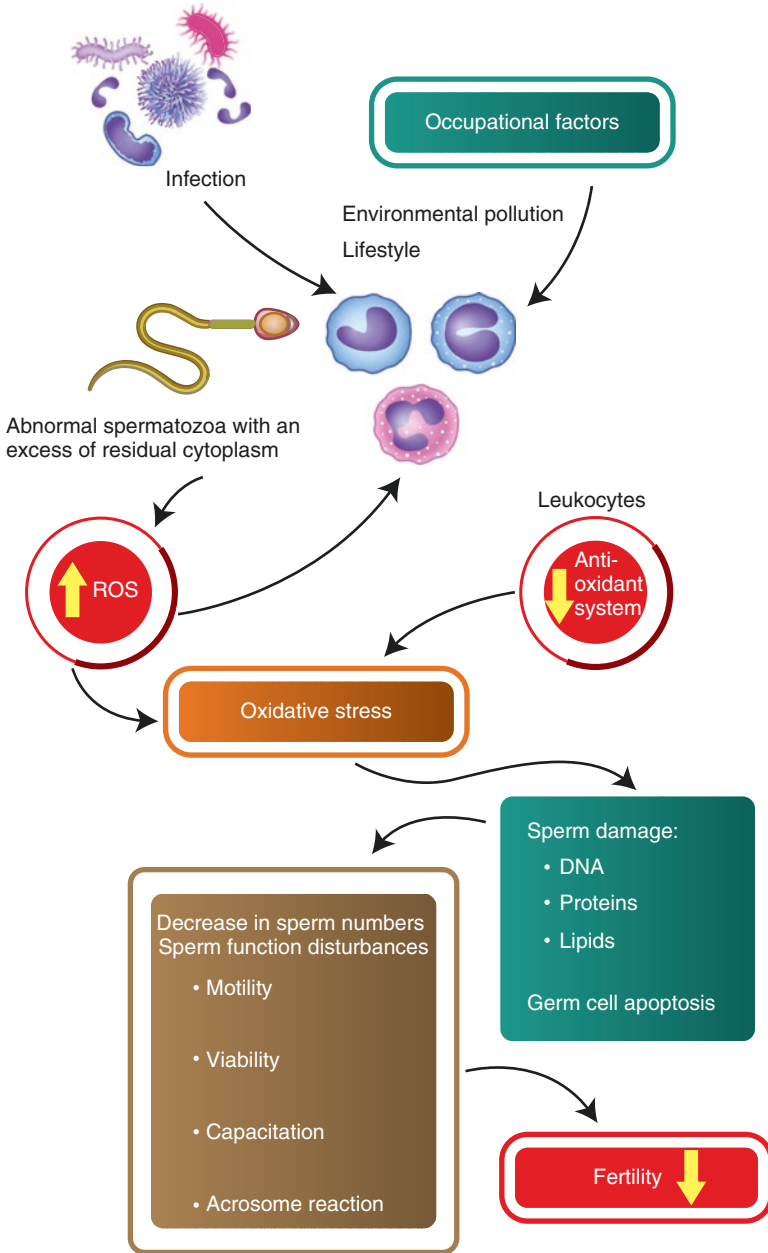 Occupational factors
Infection
Environmental pollution
Lifestyle
Abnormal spermatozoa with an
excess of residual cytoplasm
Leukocytes
ROS
Anti-
oxidant
system
Oxidative stress
Sperm damage:
• DNA
• Proteins
• Lipids
Germ cell apoptosis
Decrease in sperm numbers
Sperm function disturbances
• Motility
• Viability
• Capacitation
• Acrosome reaction
Fertility